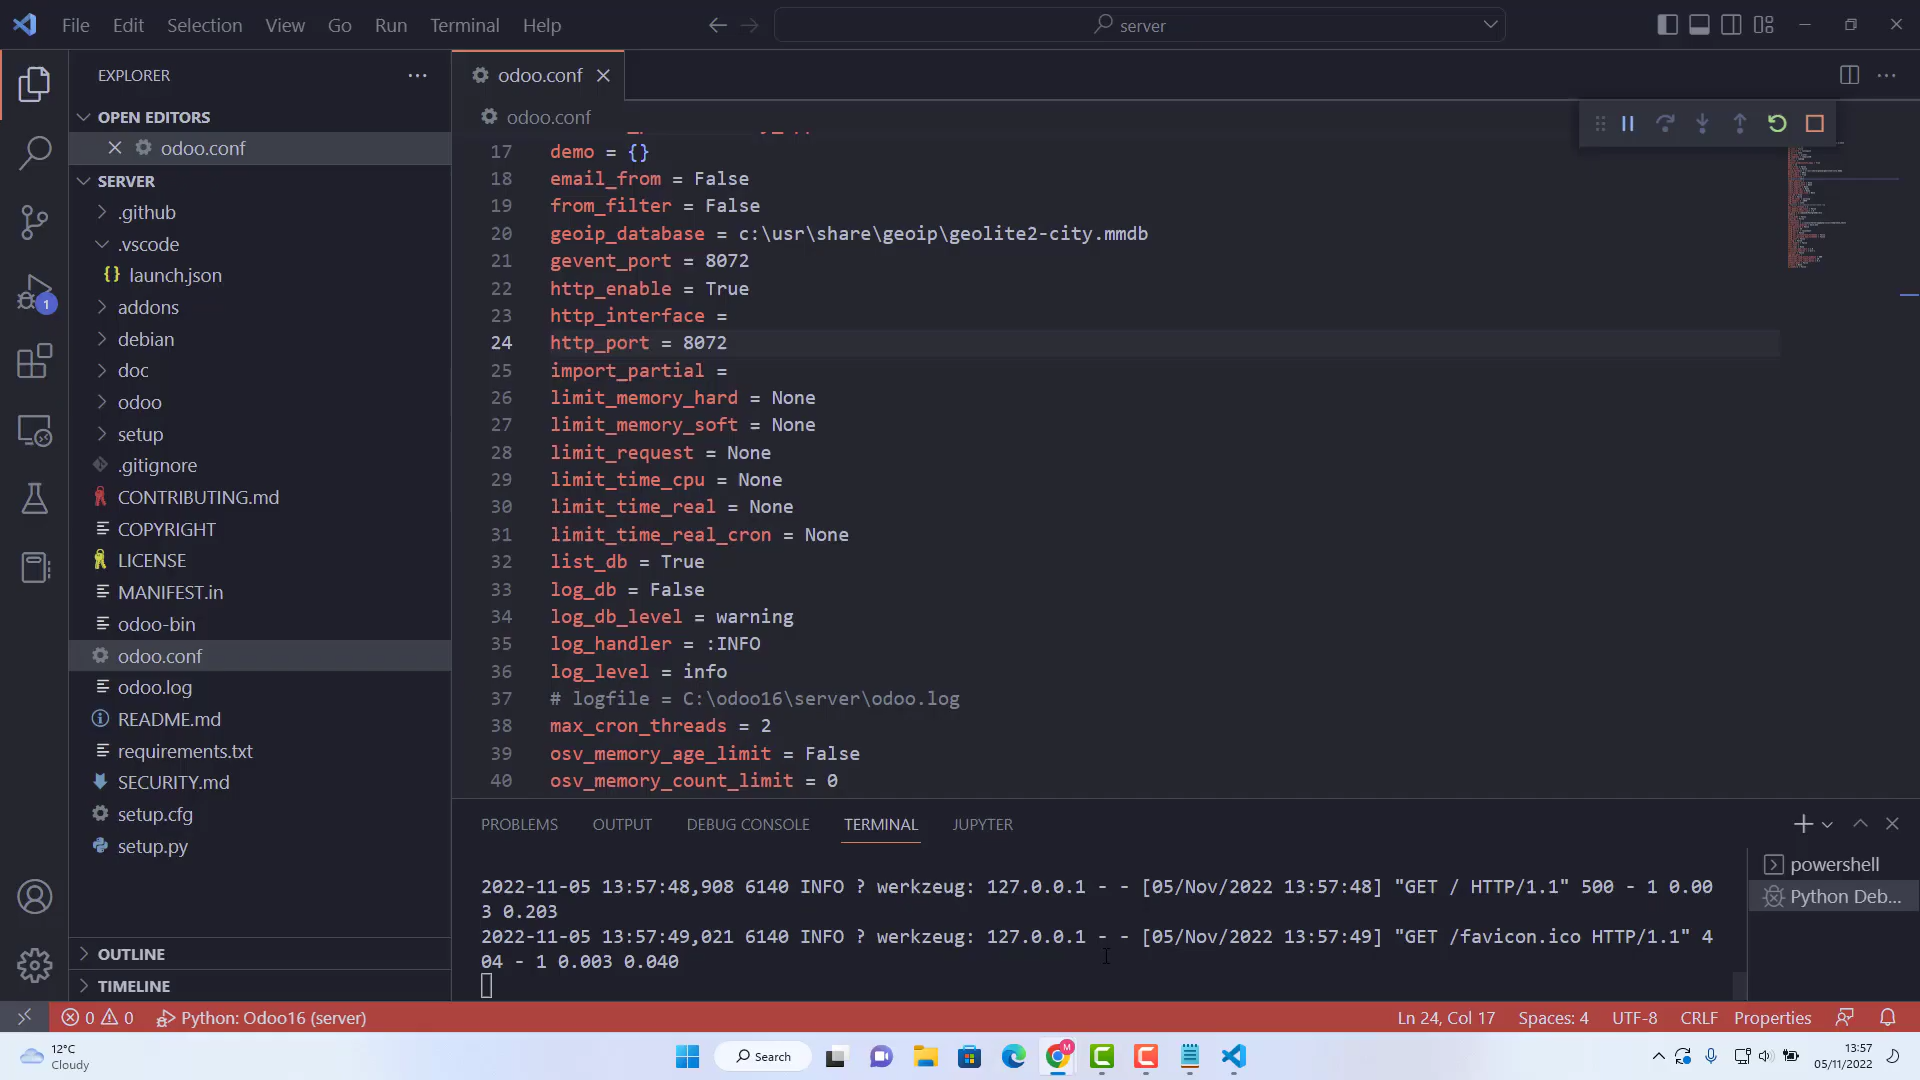 File Edit Selection View Go Run Terminal Help
server
EXPLORER
OPEN EDITORS
odoo.conf
SERVER
.github
.vscode
launch.json
addons
debian
doc
odoo
setup
.gitignore
CONTRIBUTING.md
COPYRIGHT
LICENSE
MANIFEST.in
odoo-bin
odoo.conf
odoo.log
README.md
requirements.txt
SECURITY.md
setup.cfg
setup.py
OUTLINE
TIMELINE
1
odoo.conf
odoo.conf
17 demo = {}
18 email_from = False
19 from_filter = False
20 geoip_database = c:\usr\share\geoip\geolite2-city.mmdb
21 gevent_port = 8072
22 http_enable = True
23 http_interface =
24 http_port = 8072
25 import_partial =
26 limit_memory_hard = None
27 limit_memory_soft = None
28 limit_request = None
29 limit_time_cpu = None
30 limit_time_real = None
31 limit_time_real_cron = None
32 list_db = True
33 log_db = False
34 log_db_level = warning
35 log_handler = :INFO
36 log_level = info
37 # logfile = C:\odoo16\server\odoo.log
38 max_cron_threads = 2
39 osv_memory_age_limit = False
40 osv_memory_count_limit = 0
PROBLEMS OUTPUT DEBUG CONSOLE TERMINAL JUPYTER
2022-11-05 13:57:48,908 6140 INFO ? werkzeug: 127.0.0.1 - - [05/Nov/2022 13:57:48] "GET / HTTP/1.1" 500 - 1 0.00
3 0.203
2022-11-05 13:57:49,021 6140 INFO ? werkzeug: 127.0.0.1 - - [05/Nov/2022 13:57:49] "GET /favicon.ico HTTP/1.1" 4
04 - 1 0.003 0.040
powershell
Python Deb...
0 0 Python: Odoo16 (server) Ln 24, Col 17 Spaces: 4 UTF-8 CRLF Properties
12°C
Cloudy
Search
M
13:57
05/11/2022